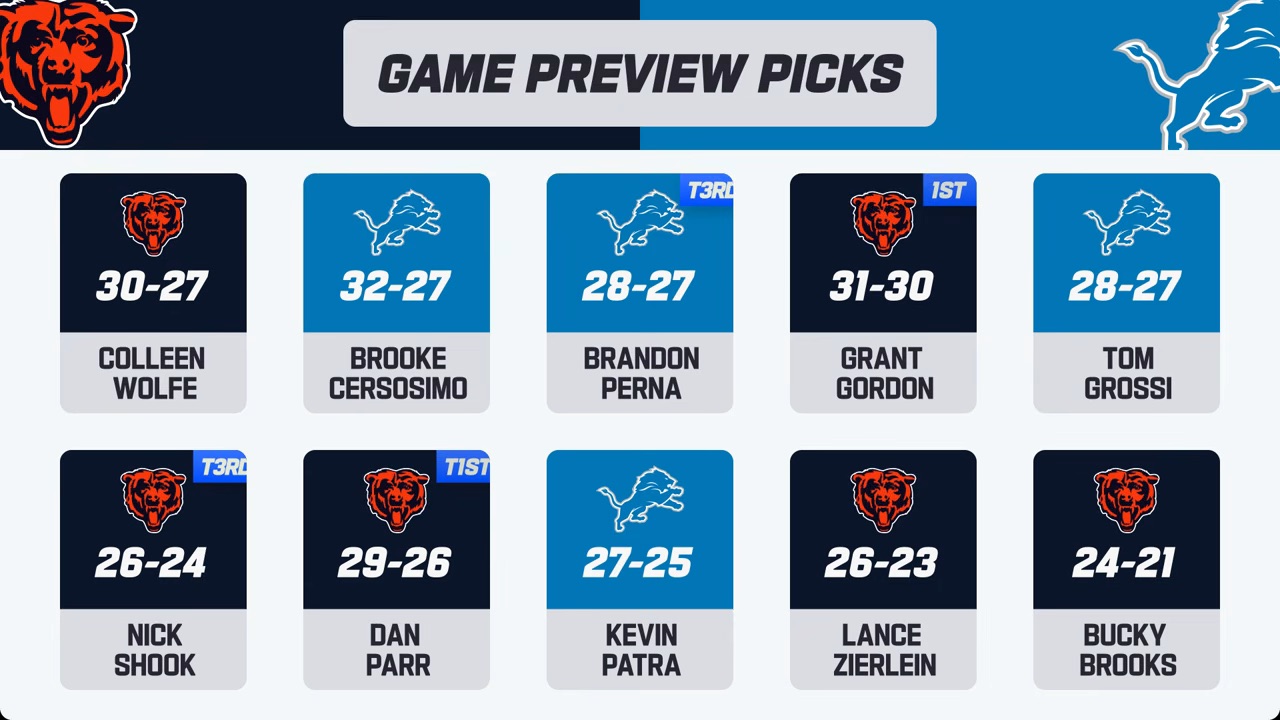 GAME PREVIEW PICKS
30-27
COLLEEN
WOLFE
32-27
BROOKE
CERSOSIMO
T3RD
28-27
BRANDON
PERNA
1ST
31-30
GRANT
GORDON
28-27
TOM
GROSSI
T3RD
26-24
NICK
SHOOK
T1ST
29-26
DAN
PARR
27-25
KEVIN
PATRA
26-23
LANCE
ZIERLEIN
24-21
BUCKY
BROOKS